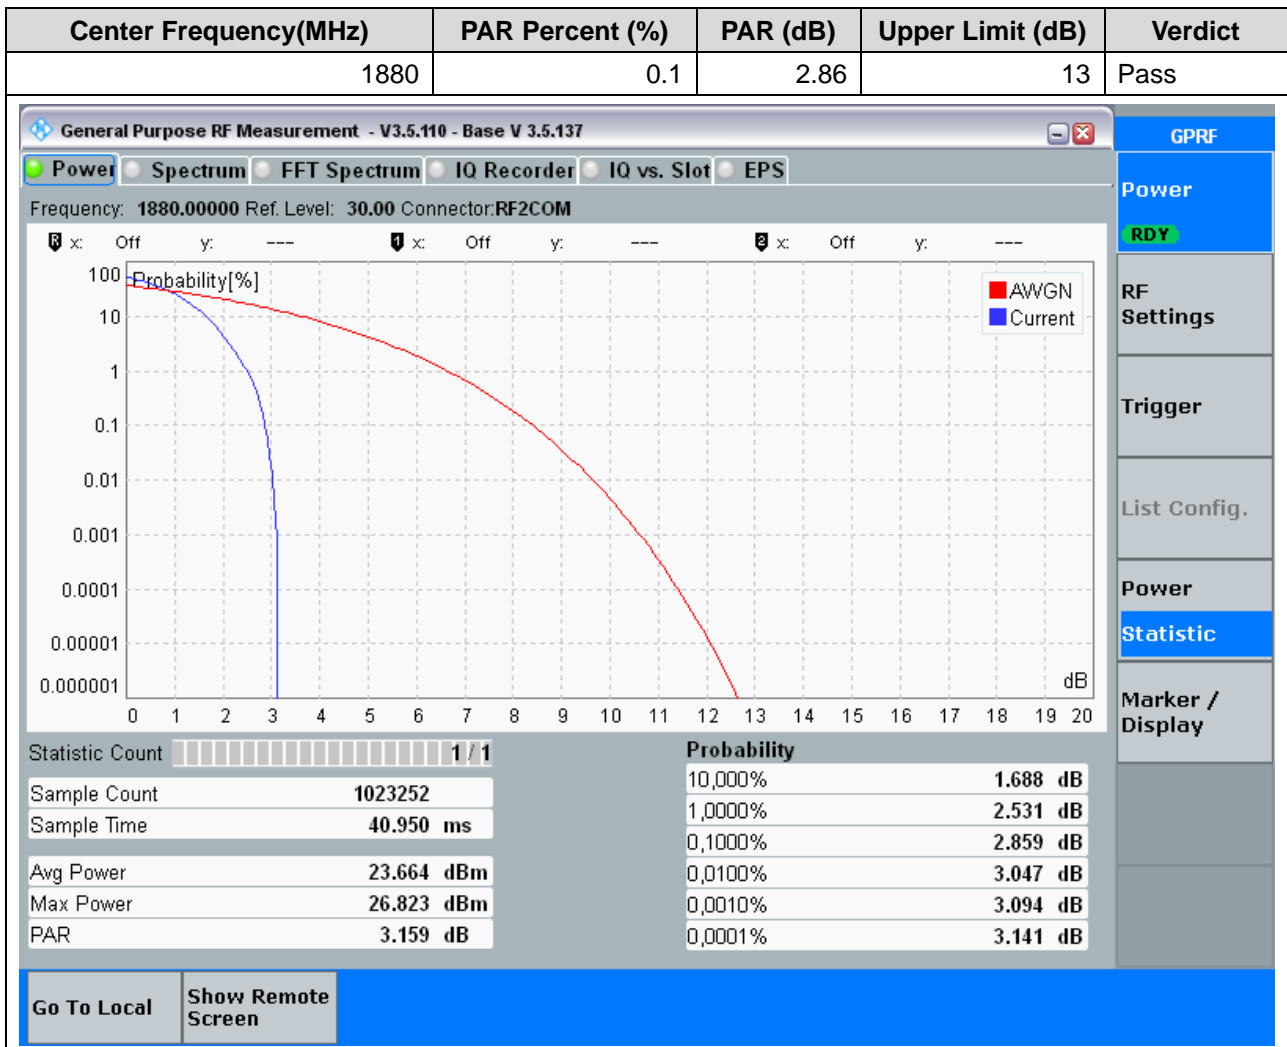 Center Frequency(MHz) PAR Percent (%) PAR (dB) Upper Limit (dB) Verdict
1880 0.1 2.86 13 Pass
General Purpose RF Measurement - V3.5.110 - Base V 3.5.137
GPRF
Power Spectrum FFT Spectrum IQ Recorder IQ vs. Slot EPS
Power
RDY
Frequency: 1880.00000 Ref. Level: 30.00 Connector:RF2COM
R x: Off y: --- 1 x: Off y: --- 2 x: Off y: ---
100 Probability[%]
AWGN
Current
RF
Settings
10
1
Trigger
0.1
0.01
List Config.
0.001
0.0001
Power
0.00001
Statistic
0.000001
dB
Marker /
Display
0 1 2 3 4 5 6 7 8 9 10 11 12 13 14 15 16 17 18 19 20
Statistic Count 1 / 1
Probability
Sample Count 1023252
Sample Time 40.950 ms
Avg Power 23.664 dBm
Max Power 26.823 dBm
PAR 3.159 dB
10,000% 1.688 dB
1,0000% 2.531 dB
0,1000% 2.859 dB
0,0100% 3.047 dB
0,0010% 3.094 dB
0,0001% 3.141 dB
Go To Local
Show Remote
Screen